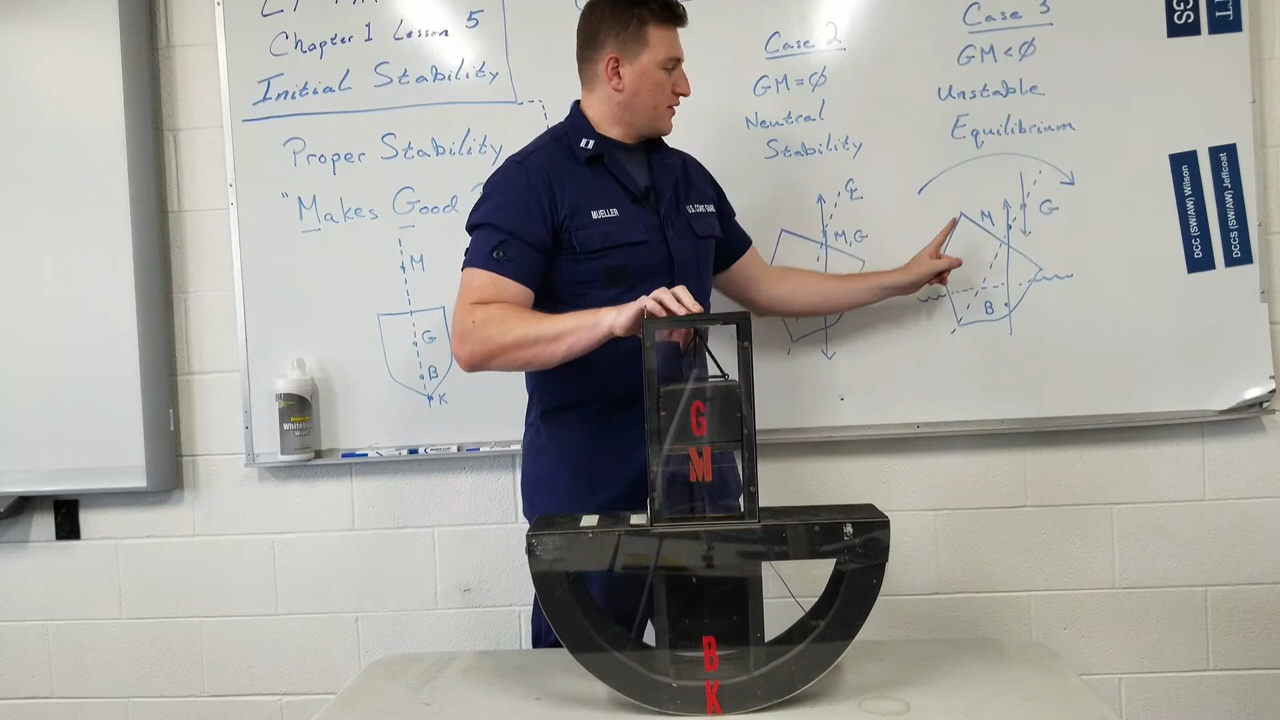 Chapter 1 Lesson 5
Initial Stability
Proper Stability
"Makes Good
M
G
B
K
Case 2
GM=∅
Neutral
Stability
℄
M,G
Case 3
GM<∅
Unstable
Equilibrium
M
G
B
MUELLER
U.S. COAST GUARD
G
M
B
K
DCC (SW/AW) Wilson
DCCS (SW/AW) Jeffcoat